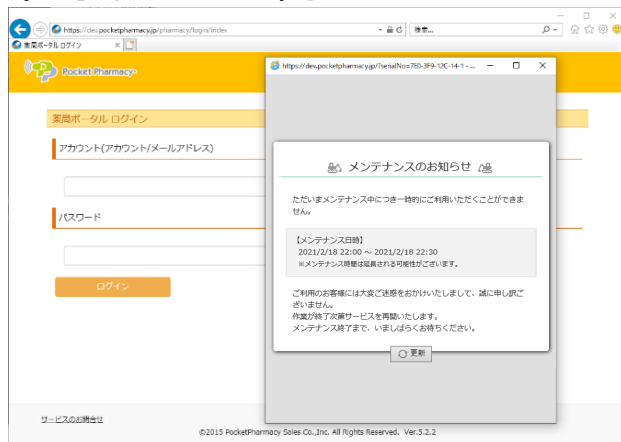 https://dev.pocketpharmacy.jp/pharmacy/login/index
検索...
薬局ポータル ログイン
Pocket Pharmacy
薬局ポータル ログイン
アカウント(アカウント/メールアドレス)
パスワード
ログイン
https://dev.pocketpharmacy.jp/?serialNo=7E0-3F9-12C-14-1 - ...
メンテナンスのお知らせ
ただいまメンテナンス中につき一時的にご利用いただくことができま
せん。
【メンテナンス日時】
2021/2/18 22:00 ～ 2021/2/18 22:30
※メンテナンス時間は延長される可能性がございます。
ご利用のお客様には大変ご迷惑をおかけいたしまして、誠に申し訳ご
ざいません。
作業が終了次第サービスを再開いたします。
メンテナンス終了まで、いましばらくお待ちください。
更新
サービスのお問合せ
©2015 PocketPharmacy Sales Co.,Inc. All Rights Reserved. Ver.5.2.2